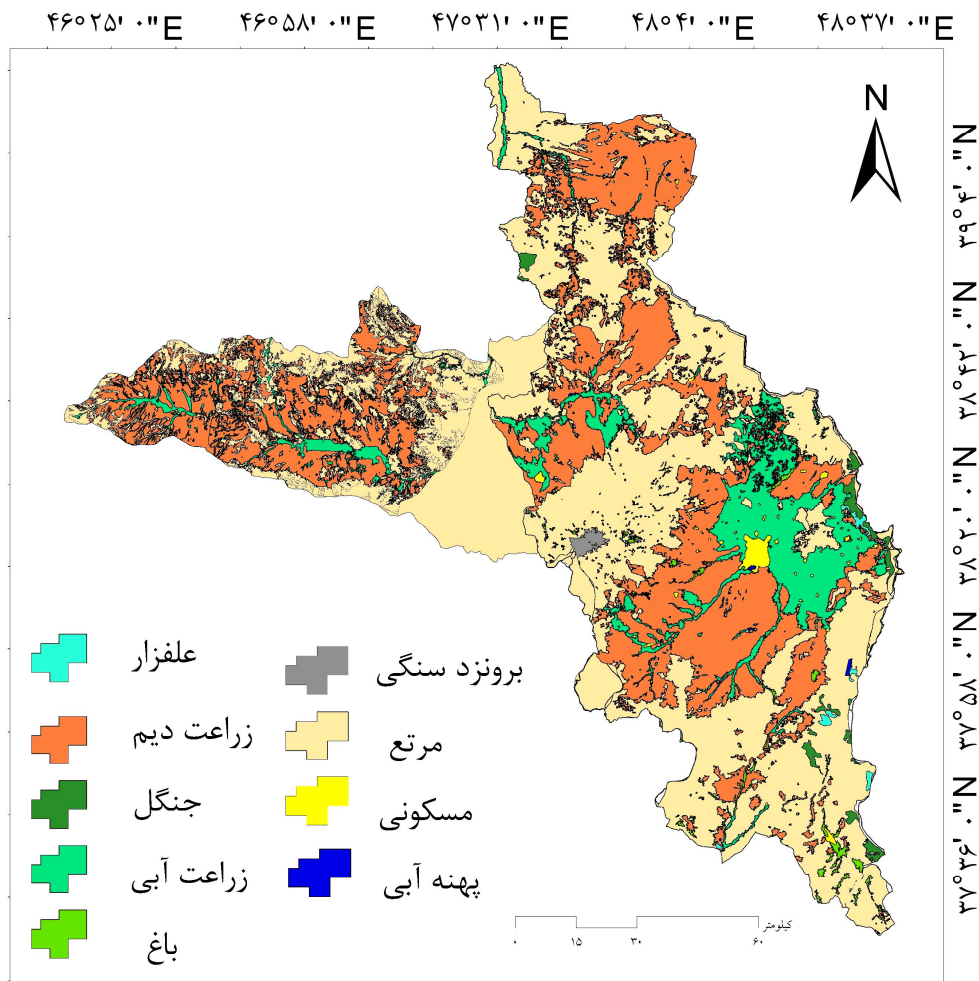 ۴۶°۲۵' ۰"E ۴۶°۵۸' ۰"E ۴۷°۳۱' ۰"E ۴۸°۴' ۰"E ۴۸°۳۷' ۰"E
N
۳۹°۴' ۰"N
۳۸°۴۲' ۰"N
۳۸°۲۰' ۰"N
۳۷°۵۸' ۰"N
۳۷°۳۶' ۰"N
برونزد سنگی
مرتع
مسکونی
پهنه آبی
علفزار
زراعت دیم
جنگل
زراعت آبی
باغ
کیلومتر
۰ ۱۵ ۳۰ ۶۰